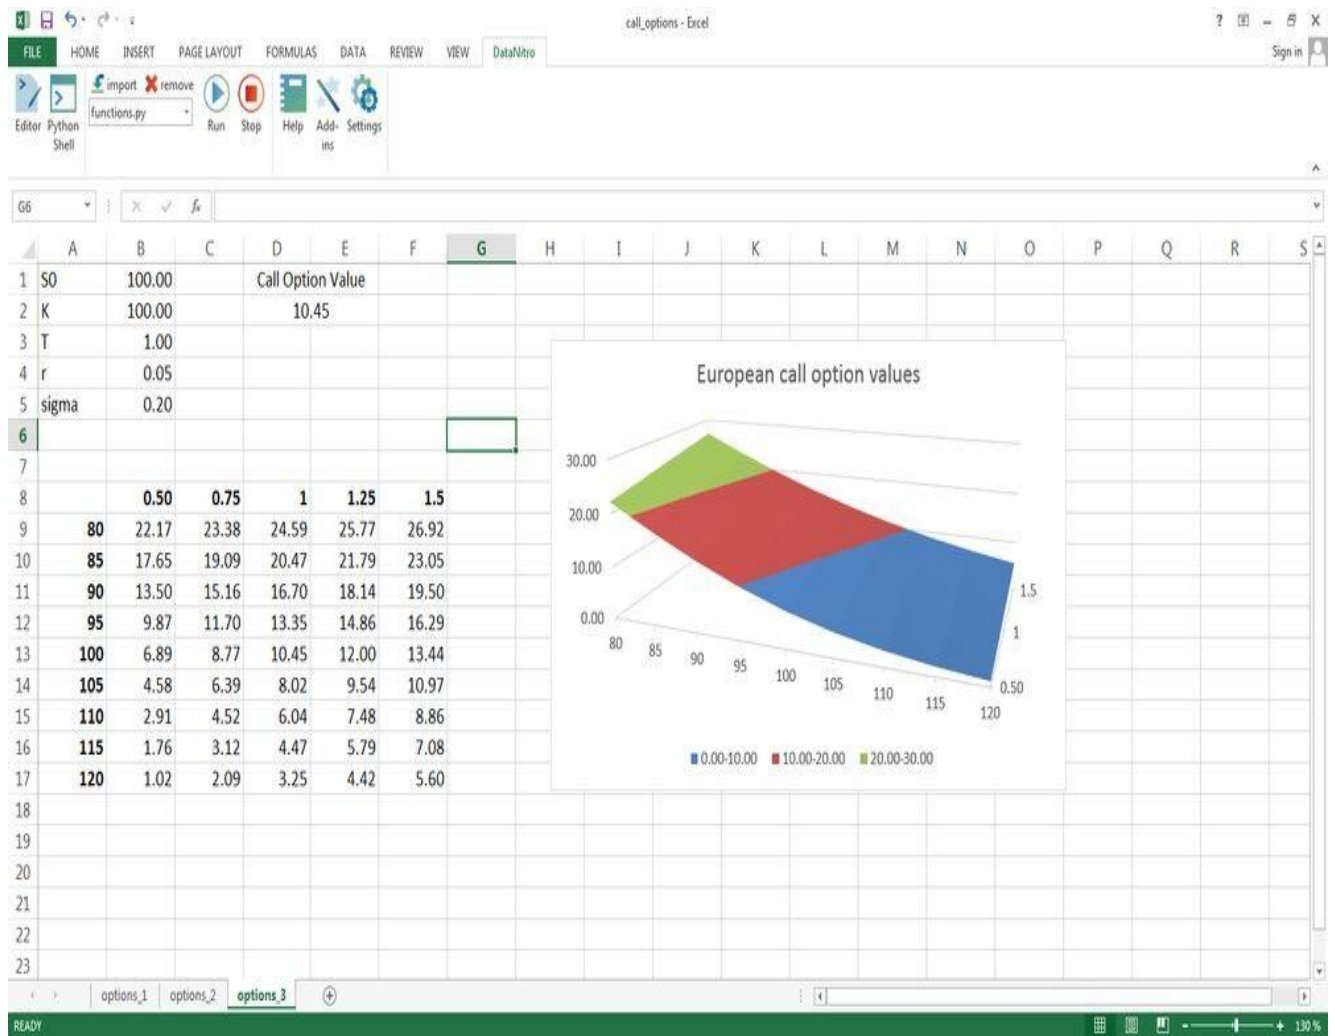 call_options - Excel
?
FILE HOME INSERT PAGE LAYOUT FORMULAS DATA REVIEW VIEW DataNitro Sign in
import remove
functions.py
Editor Python Shell Run Stop Help Add-ins Settings
G6 fx
A B C D E F G H I J K L M N O P Q R S
1 S0 100.00 Call Option Value
2 K 100.00 10.45
3 T 1.00
4 r 0.05
5 sigma 0.20
6
7
8 0.50 0.75 1 1.25 1.5
9 80 22.17 23.38 24.59 25.77 26.92
10 85 17.65 19.09 20.47 21.79 23.05
11 90 13.50 15.16 16.70 18.14 19.50
12 95 9.87 11.70 13.35 14.86 16.29
13 100 6.89 8.77 10.45 12.00 13.44
14 105 4.58 6.39 8.02 9.54 10.97
15 110 2.91 4.52 6.04 7.48 8.86
16 115 1.76 3.12 4.47 5.79 7.08
17 120 1.02 2.09 3.25 4.42 5.60
18
19
20
21
22
23
European call option values
30.00
20.00
10.00
0.00
80 85 90 95 100 105 110 115 120
1.5
1
0.50
0.00-10.00 10.00-20.00 20.00-30.00
options_1 options_2 options_3
READY 130 %